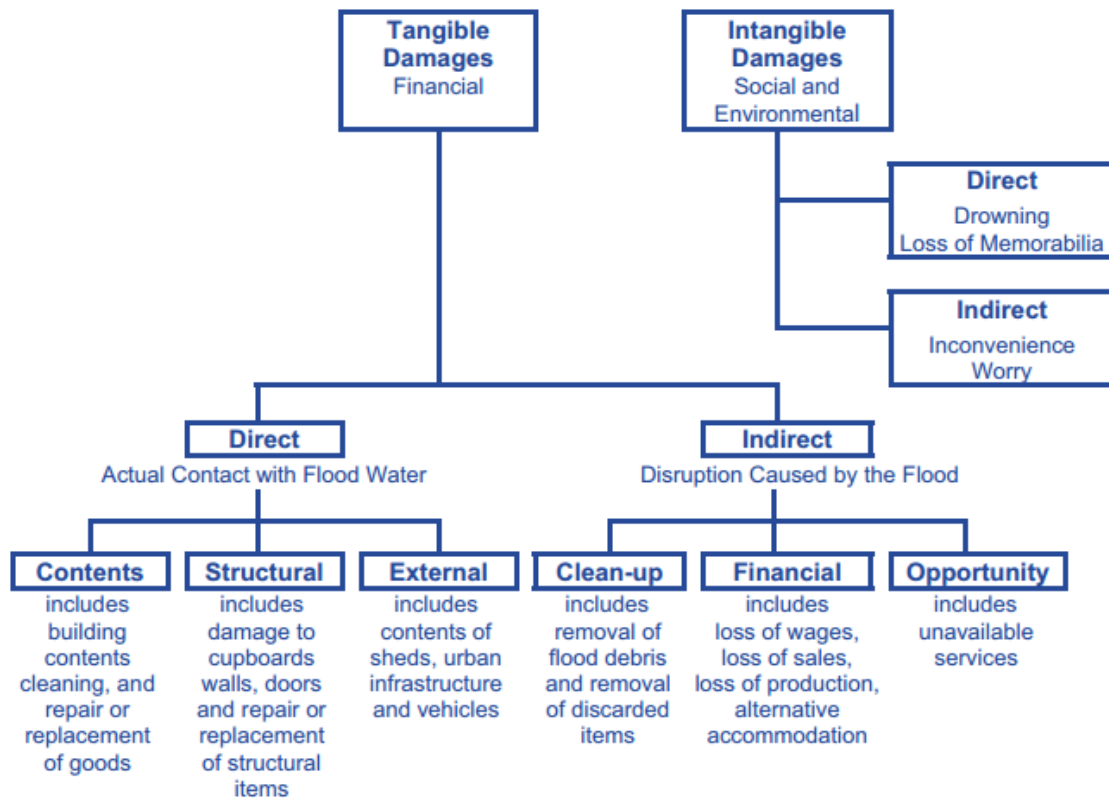 Tangible
Damages
Financial
Intangible
Damages
Social and
Environmental
Direct
Drowning
Loss of Memorabilia
Indirect
Inconvenience
Worry
Direct
Actual Contact with Flood Water
Indirect
Disruption Caused by the Flood
Contents
includes
building
contents
cleaning, and
repair or
replacement
of goods
Structural
includes
damage to
cupboards
walls, doors
and repair or
replacement
of structural
items
External
includes
contents of
sheds, urban
infrastructure
and vehicles
Clean-up
includes
removal of
flood debris
and removal
of discarded
items
Financial
includes
loss of wages,
loss of sales,
loss of production,
alternative
accommodation
Opportunity
includes
unavailable
services